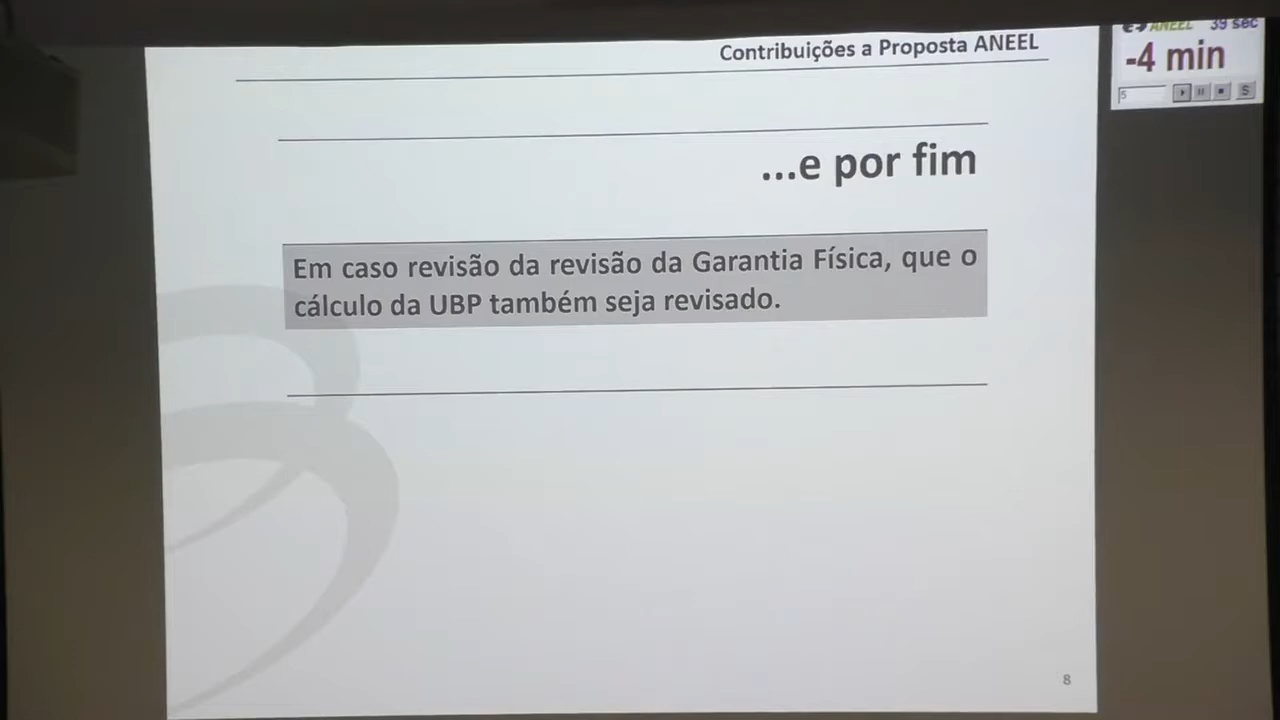 Contribuições a Proposta ANEEL
ANEEL 39 sec
-4 min
5
S
...e por fim
Em caso revisão da revisão da Garantia Física, que o
cálculo da UBP também seja revisado.
8